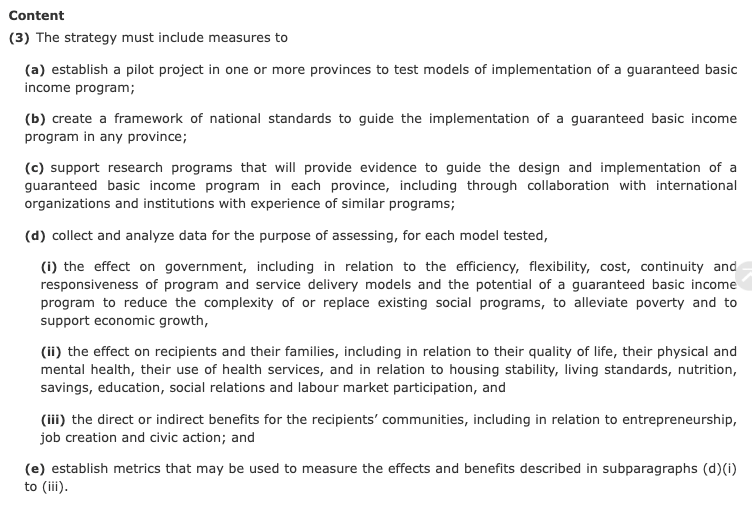 Content
(3) The strategy must include measures to
(a) establish a pilot project in one or more provinces to test models of implementation of a guaranteed basic
income program;
(b) create a framework of national standards to guide the implementation of a guaranteed basic income
program in any province;
(c) support research programs that will provide evidence to guide the design and implementation of a
guaranteed basic income program in each province, including through collaboration with international
organizations and institutions with experience of similar programs;
(d) collect and analyze data for the purpose of assessing, for each model tested,
(i) the effect on government, including in relation to the efficiency, flexibility, cost, continuity and
responsiveness of program and service delivery models and the potential of a guaranteed basic income
program to reduce the complexity of or replace existing social programs, to alleviate poverty and to
support economic growth,
(ii) the effect on recipients and their families, including in relation to their quality of life, their physical and
mental health, their use of health services, and in relation to housing stability, living standards, nutrition,
savings, education, social relations and labour market participation, and
(iii) the direct or indirect benefits for the recipients’ communities, including in relation to entrepreneurship,
job creation and civic action; and
(e) establish metrics that may be used to measure the effects and benefits described in subparagraphs (d)(i)
to (iii).